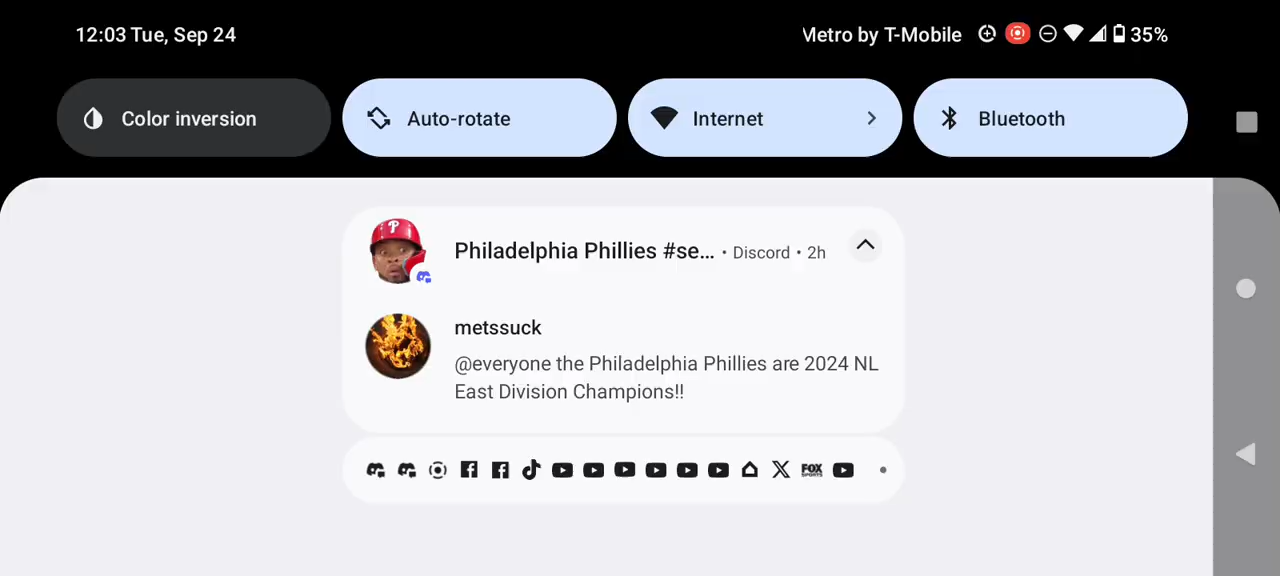 12:03 Tue, Sep 24
Metro by T-Mobile 35%
Color inversion
Auto-rotate
Internet
Bluetooth
Philadelphia Phillies #se... • Discord • 2h
metssuck
@everyone the Philadelphia Phillies are 2024 NL
East Division Champions!!
FOX
SPORTS